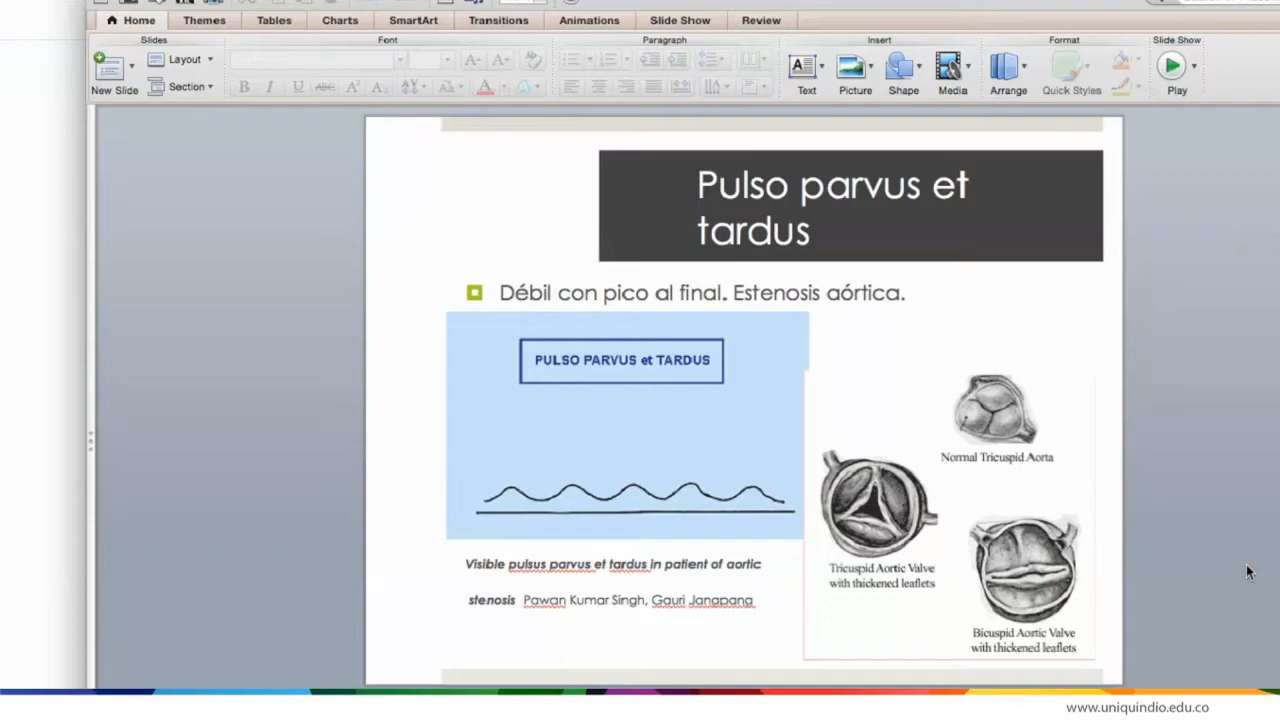 Home Themes Tables Charts SmartArt Transitions Animations Slide Show Review
Slides Font Paragraph Insert Format Slide Show
Layout
New Slide Section Text Picture Shape Media Arrange Quick Styles Play
Pulso parvus et
tardus
Débil con pico al final. Estenosis aórtica.
PULSO PARVUS et TARDUS
Normal Tricuspid Aorta
Tricuspid Aortic Valve
with thickened leaflets
Bicuspid Aortic Valve
with thickened leaflets
Visible pulsus parvus et tardus in patient of aortic
stenosis Pawan Kumar Singh, Gauri Jangpang
www.uniquindio.edu.co